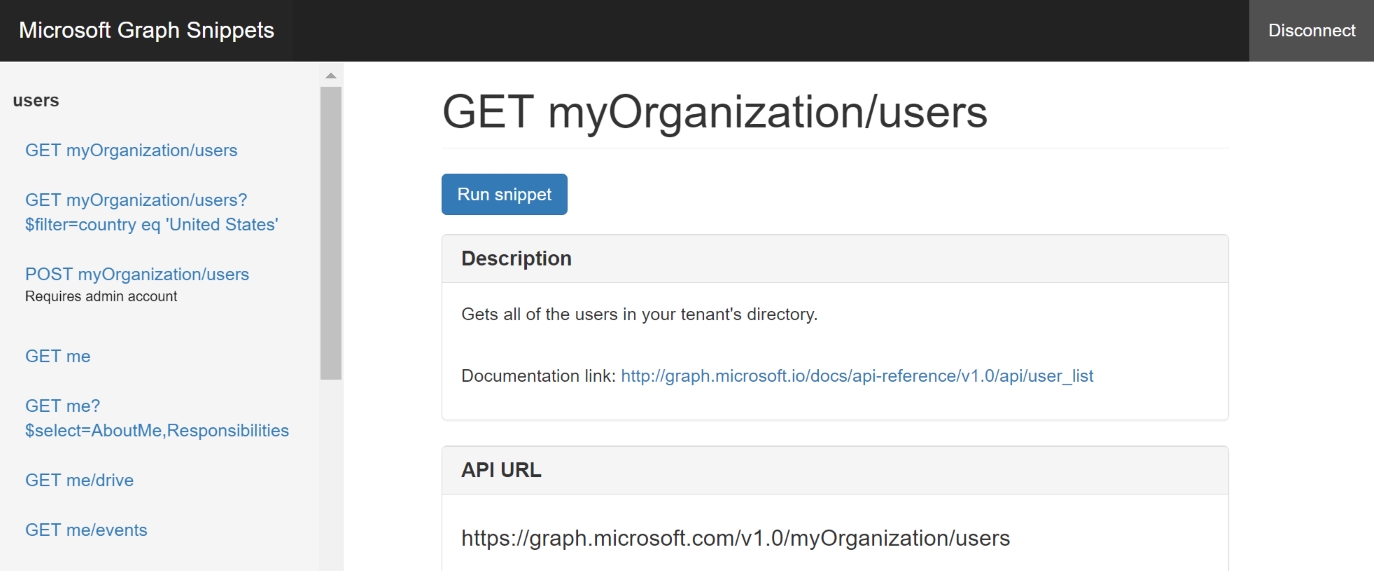 Microsoft Graph Snippets
Disconnect
users
GET myOrganization/users
GET myOrganization/users?
$filter=country eq 'United States'
POST myOrganization/users
Requires admin account
GET me
GET me?
$select=AboutMe,Responsibilities
GET me/drive
GET me/events
GET myOrganization/users
Run snippet
Description
Gets all of the users in your tenant's directory.
Documentation link: http://graph.microsoft.io/docs/api-reference/v1.0/api/user_list
API URL
https://graph.microsoft.com/v1.0/myOrganization/users